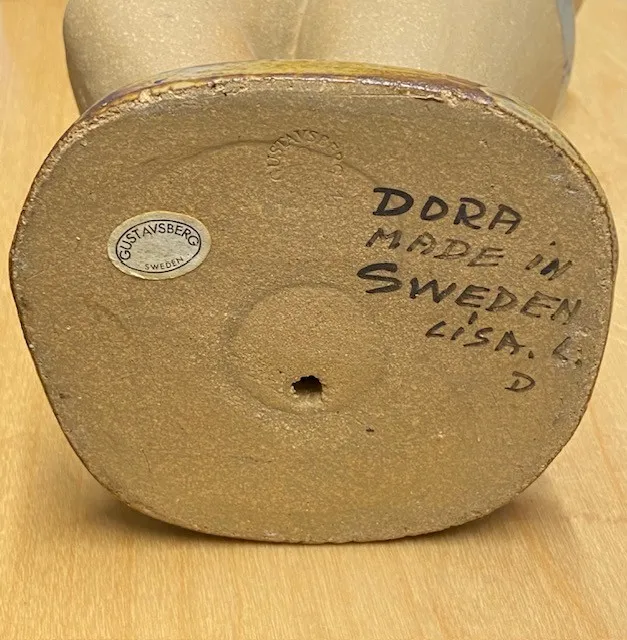 GUSTAVSBERG
GUSTAVSBERG
SWEDEN
DORA
MADE IN
SWEDEN
LISA. L.
D